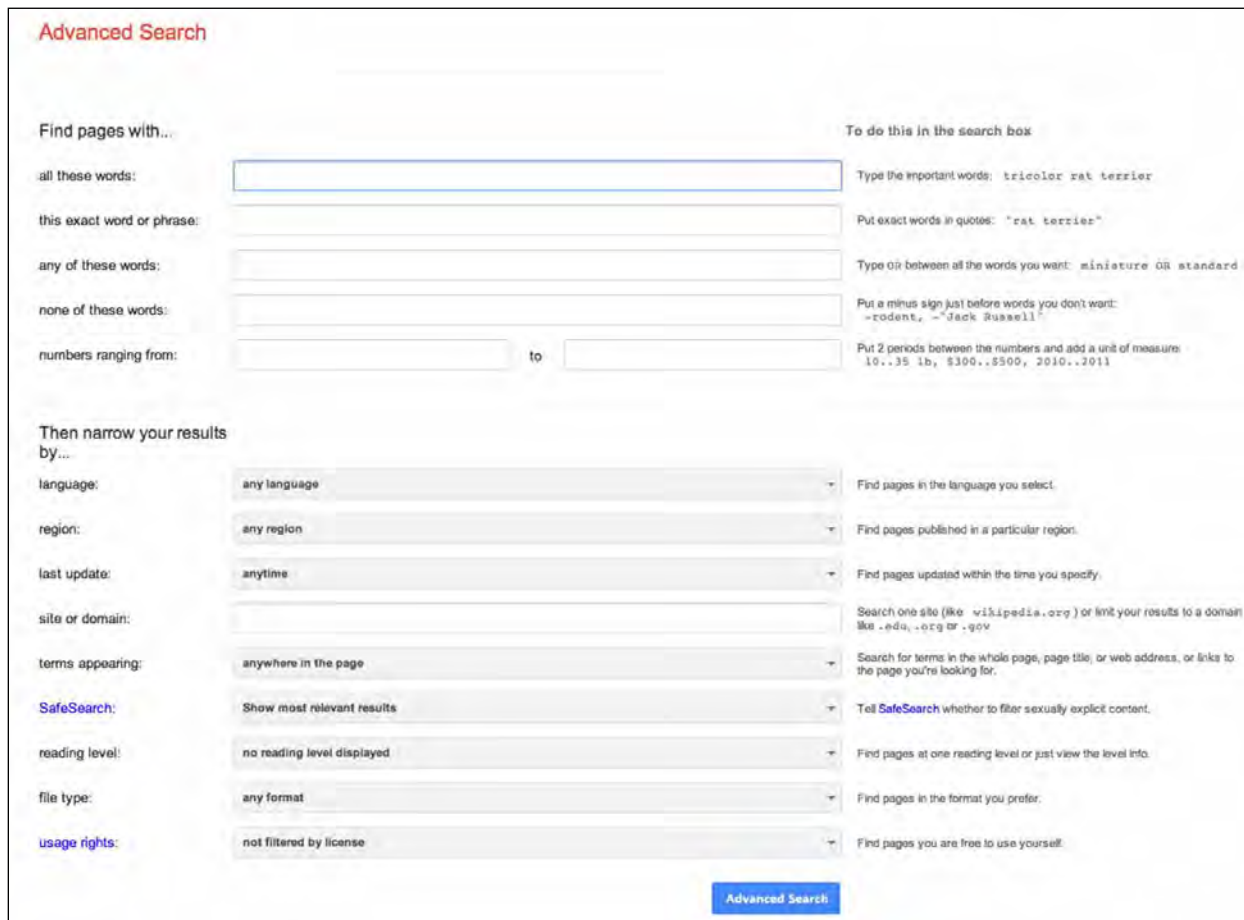 Advanced Search
Find pages with...
To do this in the search box
all these words:
Type the important words: tricolor rat terrier
this exact word or phrase:
Put exact words in quotes: "rat terrier"
any of these words:
Type OR between all the words you want: miniature OR standard
none of these words:
Put a minus sign just before words you don't want:
-rodent, -"Jack Russell"
numbers ranging from:
to
Put 2 periods between the numbers and add a unit of measure:
10..35 lb, $300..$500, 2010..2011
Then narrow your results
by...
language:
any language
Find pages in the language you select.
region:
any region
Find pages published in a particular region.
last update:
anytime
Find pages updated within the time you specify.
site or domain:
Search one site (like wikipedia.org ) or limit your results to a domain
like .edu, .org or .gov
terms appearing:
anywhere in the page
Search for terms in the whole page, page title, or web address, or links to
the page you're looking for.
SafeSearch:
Show most relevant results
Tell SafeSearch whether to filter sexually explicit content.
reading level:
no reading level displayed
Find pages at one reading level or just view the level info.
file type:
any format
Find pages in the format you prefer.
usage rights:
not filtered by license
Find pages you are free to use yourself.
Advanced Search